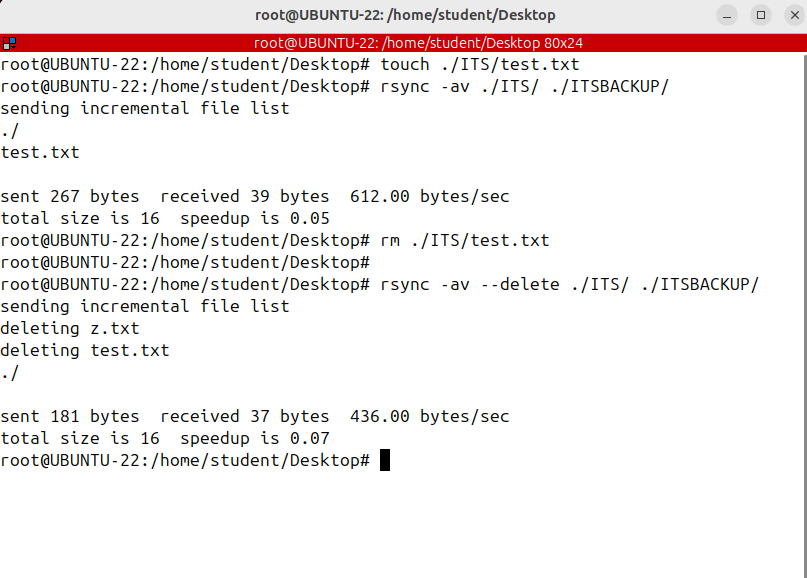 root@UBUNTU-22: /home/student/Desktop
root@UBUNTU-22: /home/student/Desktop 80x24
root@UBUNTU-22:/home/student/Desktop# touch ./ITS/test.txt
root@UBUNTU-22:/home/student/Desktop# rsync -av ./ITS/ ./ITSBACKUP/
sending incremental file list
./
test.txt

sent 267 bytes  received 39 bytes  612.00 bytes/sec
total size is 16  speedup is 0.05
root@UBUNTU-22:/home/student/Desktop# rm ./ITS/test.txt
root@UBUNTU-22:/home/student/Desktop#
root@UBUNTU-22:/home/student/Desktop# rsync -av --delete ./ITS/ ./ITSBACKUP/
sending incremental file list
deleting z.txt
deleting test.txt
./

sent 181 bytes  received 37 bytes  436.00 bytes/sec
total size is 16  speedup is 0.07
root@UBUNTU-22:/home/student/Desktop#